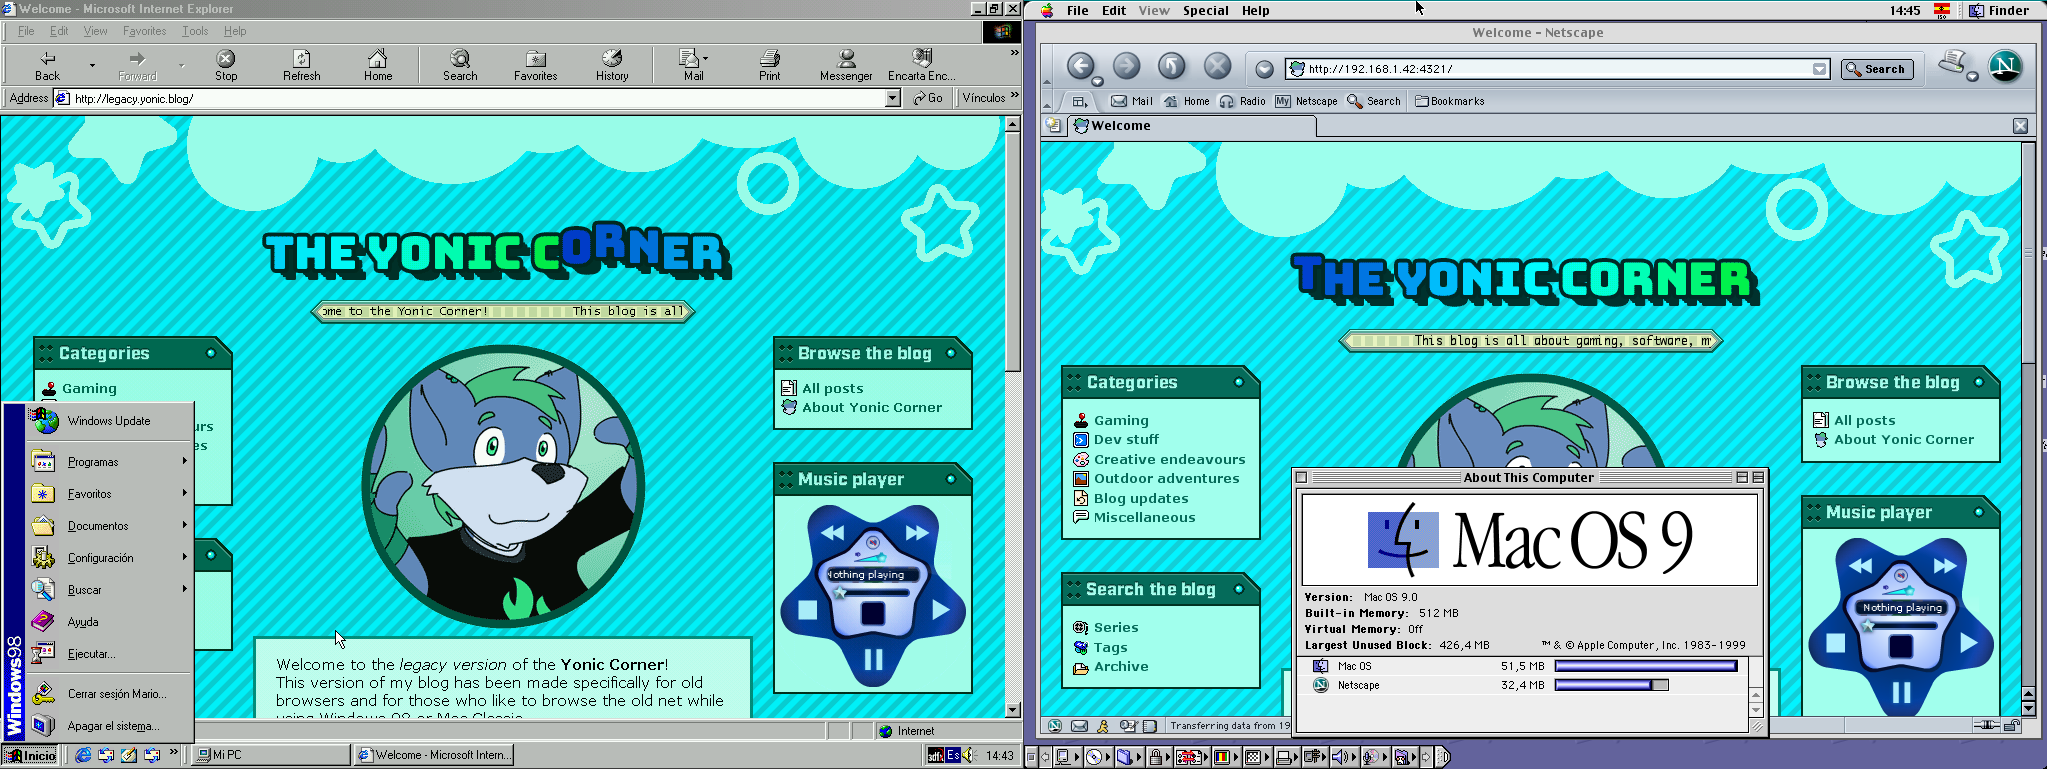 Welcome - Microsoft Internet Explorer
File Edit View Favorites Tools Help
Back Forward Stop Refresh Home Search Favorites History Mail Print Messenger Encarta Enc...
Address http://legacy.yonic.blog/ Go Vínculos
THE YONIC CORNER
ome to the Yonic Corner! This blog is all
Categories
Gaming
urs
es
Browse the blog
All posts
About Yonic Corner
Music player
Nothing playing
Welcome to the legacy version of the Yonic Corner!
This version of my blog has been made specifically for old
browsers and for those who like to browse the old net while
using Windows 98 or Mac Classic
Windows Update
Programas
Favoritos
Documentos
Configuración
Buscar
Ayuda
Ejecutar...
Cerrar sesión Mario...
Apagar el sistema...
Windows98
Internet
Inicio Mi PC Welcome - Microsoft Intern... Es 14:43
File Edit View Special Help 14:45 Finder
Welcome - Netscape
http://192.168.1.42:4321/ Search N
Mail Home Radio My Netscape Search Bookmarks
Welcome
THE YONIC CORNER
This blog is all about gaming, software, m
Categories
Gaming
Dev stuff
Creative endeavours
Outdoor adventures
Blog updates
Miscellaneous
Search the blog
Series
Tags
Archive
Browse the blog
All posts
About Yonic Corner
Music player
Nothing playing
About This Computer
Mac OS 9
Version: Mac OS 9.0
Built-in Memory: 512 MB
Virtual Memory: Off
Largest Unused Block: 426,4 MB ™ & © Apple Computer, Inc. 1983-1999
Mac OS 51,5 MB
Netscape 32,4 MB
Transferring data from 19